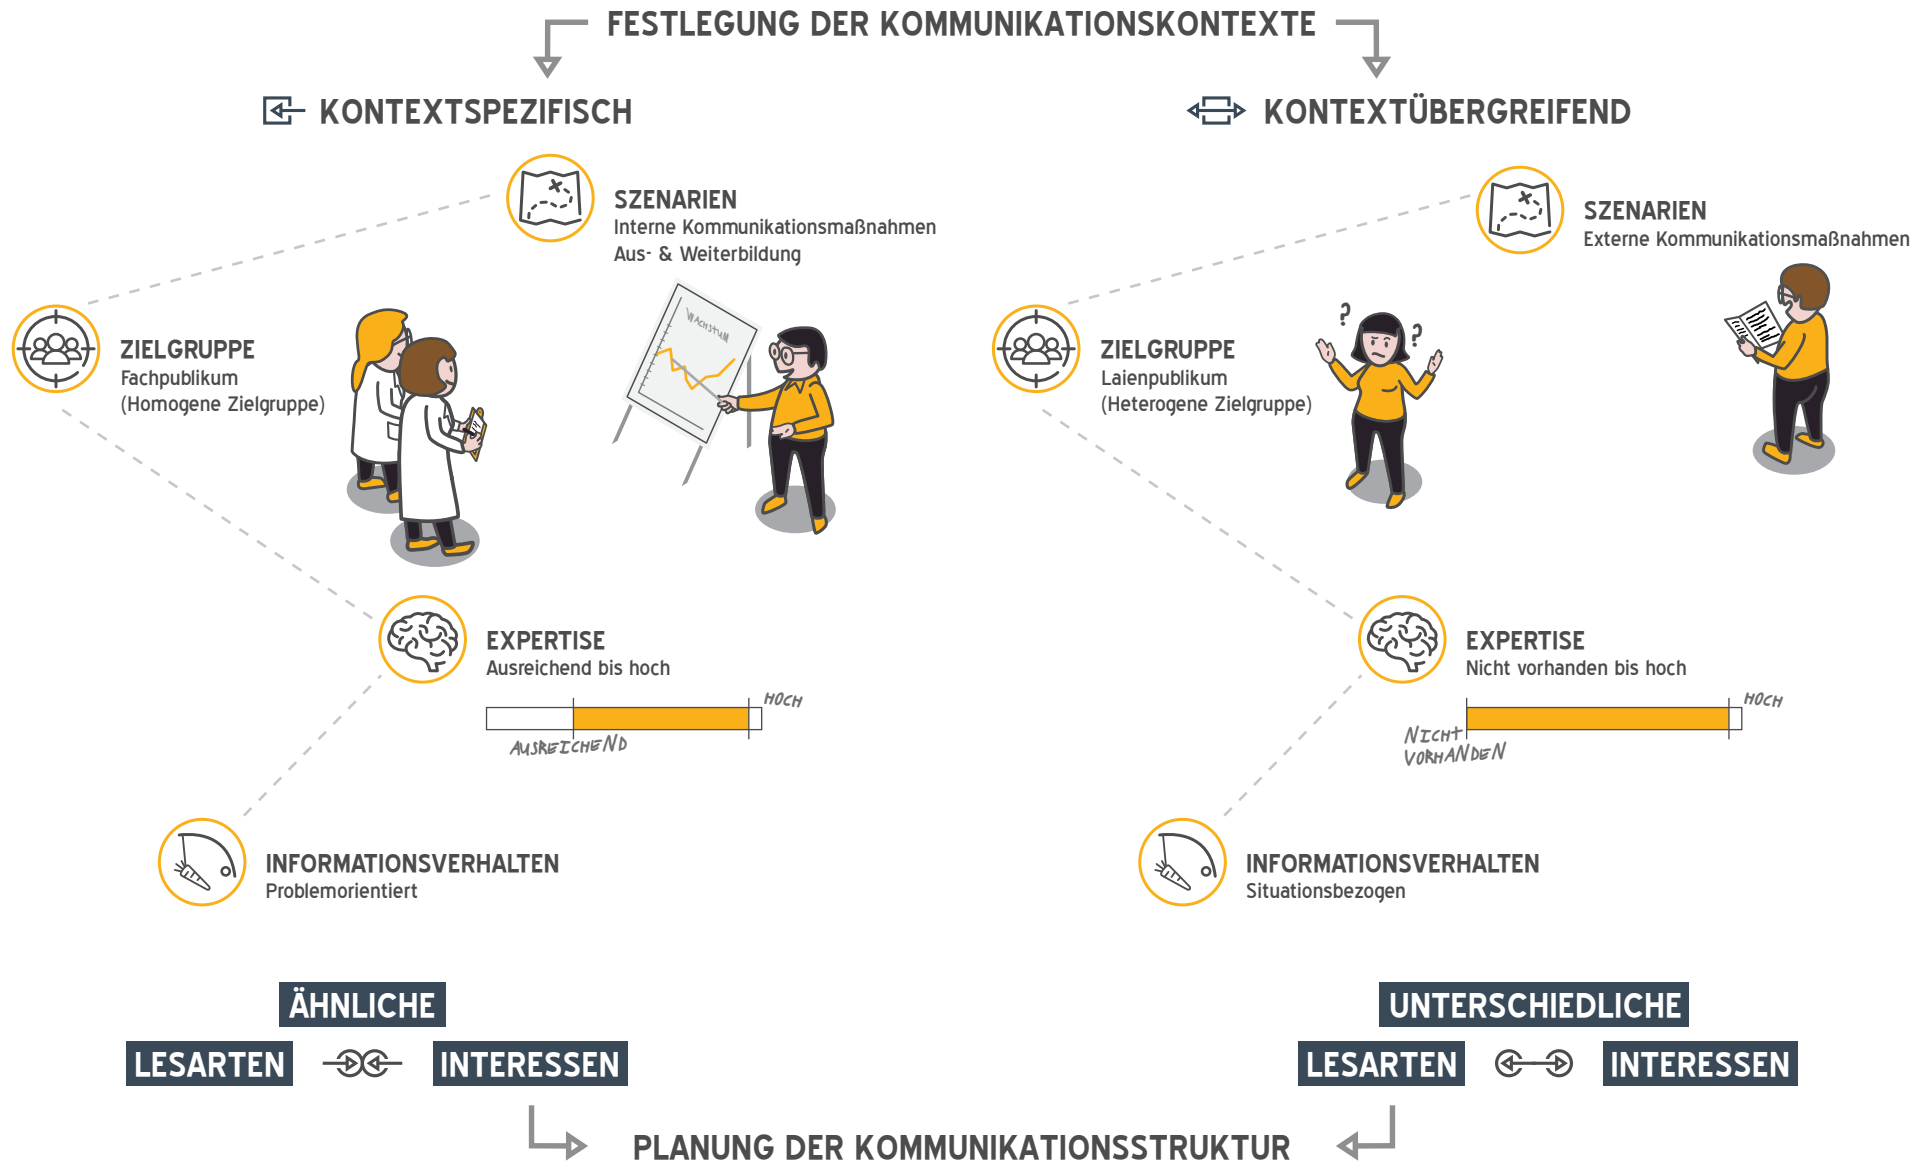 FESTLEGUNG DER KOMMUNIKATIONSKONTEXTE
KONTEXTSPEZIFISCH
SZENARIEN
Interne Kommunikationsmaßnahmen
Aus- & Weiterbildung
WACHSTUM
ZIELGRUPPE
Fachpublikum
(Homogene Zielgruppe)
EXPERTISE
Ausreichend bis hoch
HOCH
AUSREICHEND
INFORMATIONSVERHALTEN
Problemorientiert
ÄHNLICHE
LESARTEN
INTERESSEN
KONTEXTÜBERGREIFEND
SZENARIEN
Externe Kommunikationsmaßnahmen
ZIELGRUPPE
Laienpublikum
(Heterogene Zielgruppe)
?
?
EXPERTISE
Nicht vorhanden bis hoch
HOCH
NICHT
VORHANDEN
INFORMATIONSVERHALTEN
Situationsbezogen
UNTERSCHIEDLICHE
LESARTEN
INTERESSEN
PLANUNG DER KOMMUNIKATIONSSTRUKTUR